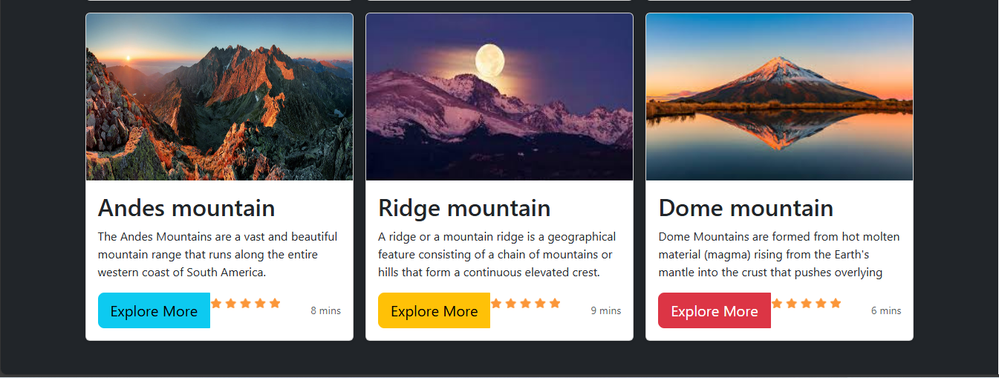 Andes mountain
The Andes Mountains are a vast and beautiful
mountain range that runs along the entire
western coast of South America.
Explore More
8 mins
Ridge mountain
A ridge or a mountain ridge is a geographical
feature consisting of a chain of mountains or
hills that form a continuous elevated crest.
Explore More
9 mins
Dome mountain
Dome Mountains are formed from hot molten
material (magma) rising from the Earth's
mantle into the crust that pushes overlying
Explore More
6 mins